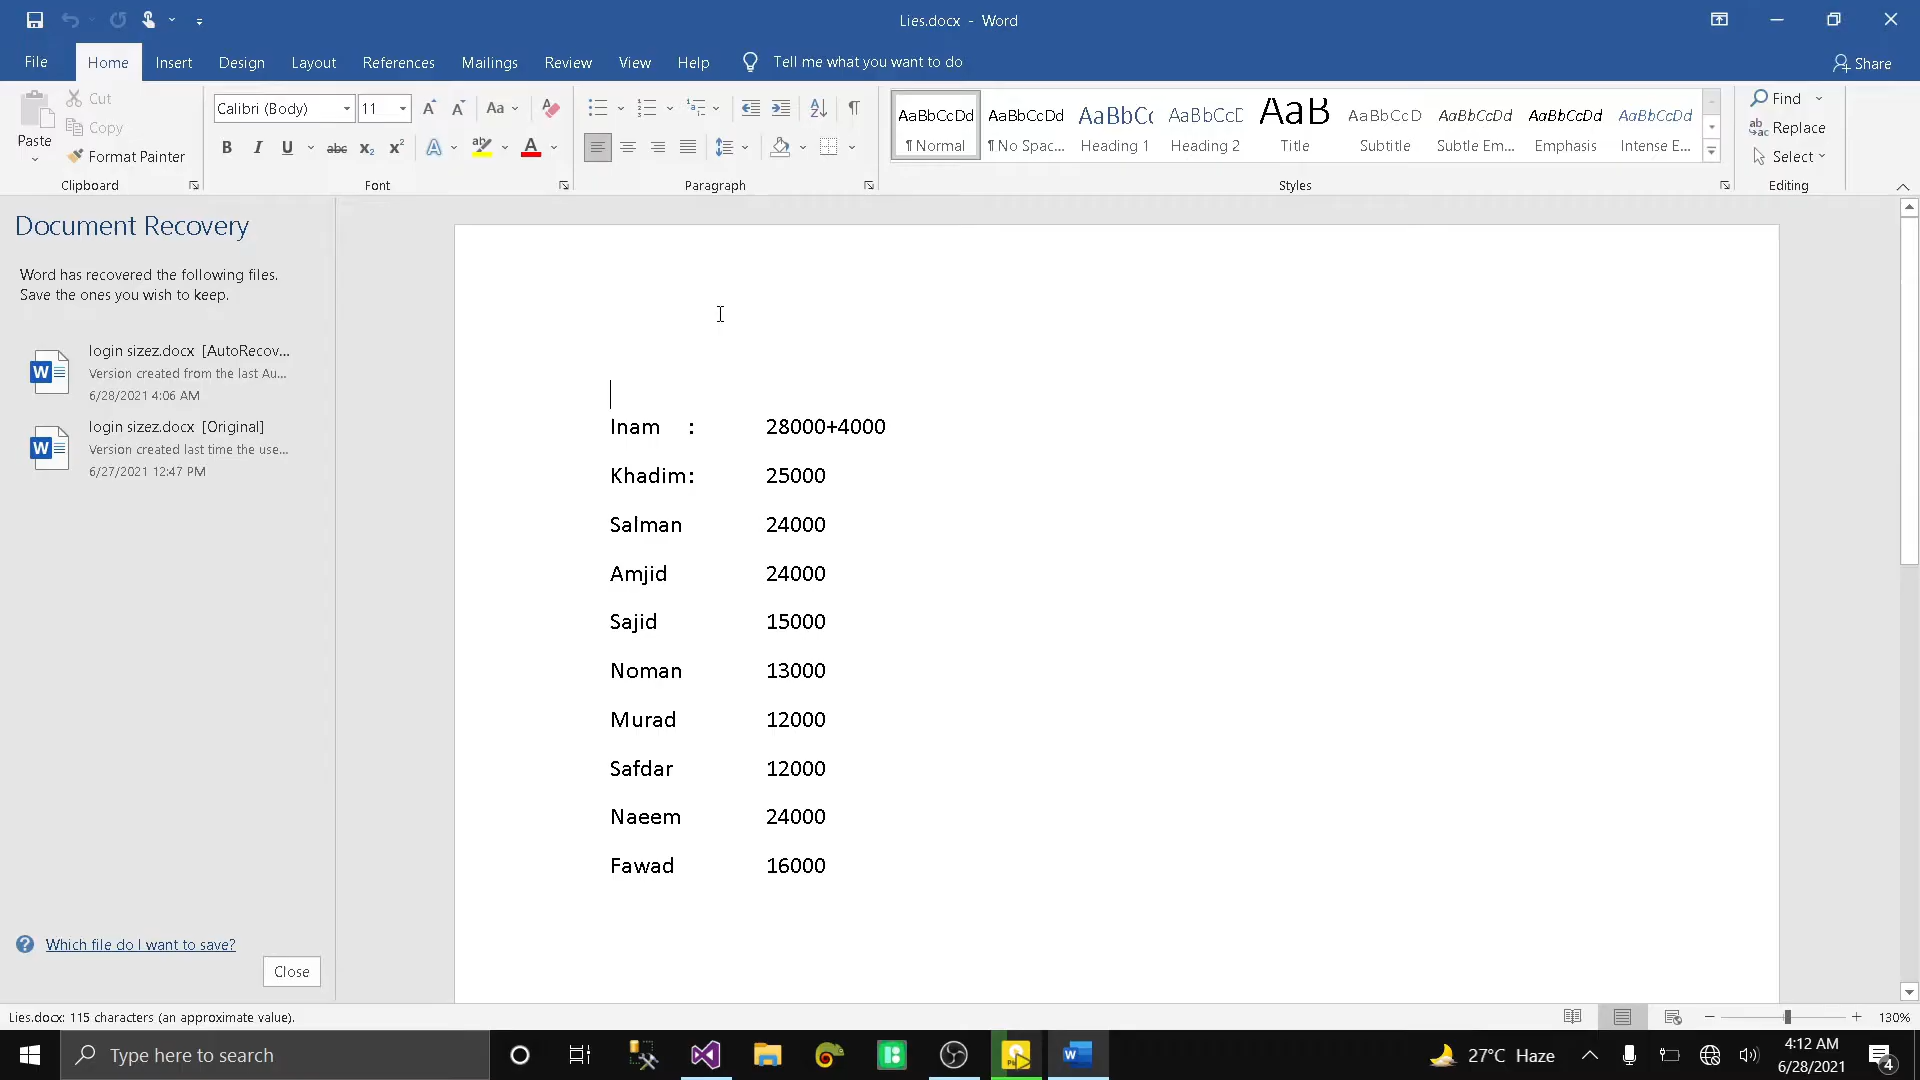 Lies.docx - Word
File Home Insert Design Layout References Mailings Review View Help Tell me what you want to do Share
Paste
Cut
Copy
Format Painter
Clipboard
Calibri (Body) 11
Font
Paragraph
AaBbCcDd AaBbCcDd AaBbCc AaBbCcC AaB AaBbCcD AaBbCcDd AaBbCcDd AaBbCcDd
¶ Normal ¶ No Spac... Heading 1 Heading 2 Title Subtitle Subtle Em... Emphasis Intense E...
Styles
Find
Replace
Select
Editing
Document Recovery
Word has recovered the following files.
Save the ones you wish to keep.
login sizez.docx [AutoRecov...
Version created from the last Au...
6/28/2021 4:06 AM
login sizez.docx [Original]
Version created last time the use...
6/27/2021 12:47 PM
Which file do I want to save?
Close
Inam : 28000+4000
Khadim: 25000
Salman 24000
Amjid 24000
Sajid 15000
Noman 13000
Murad 12000
Safdar 12000
Naeem 24000
Fawad 16000
Lies.docx: 115 characters (an approximate value).
130%
Type here to search
27°C Haze
4:12 AM
6/28/2021
4